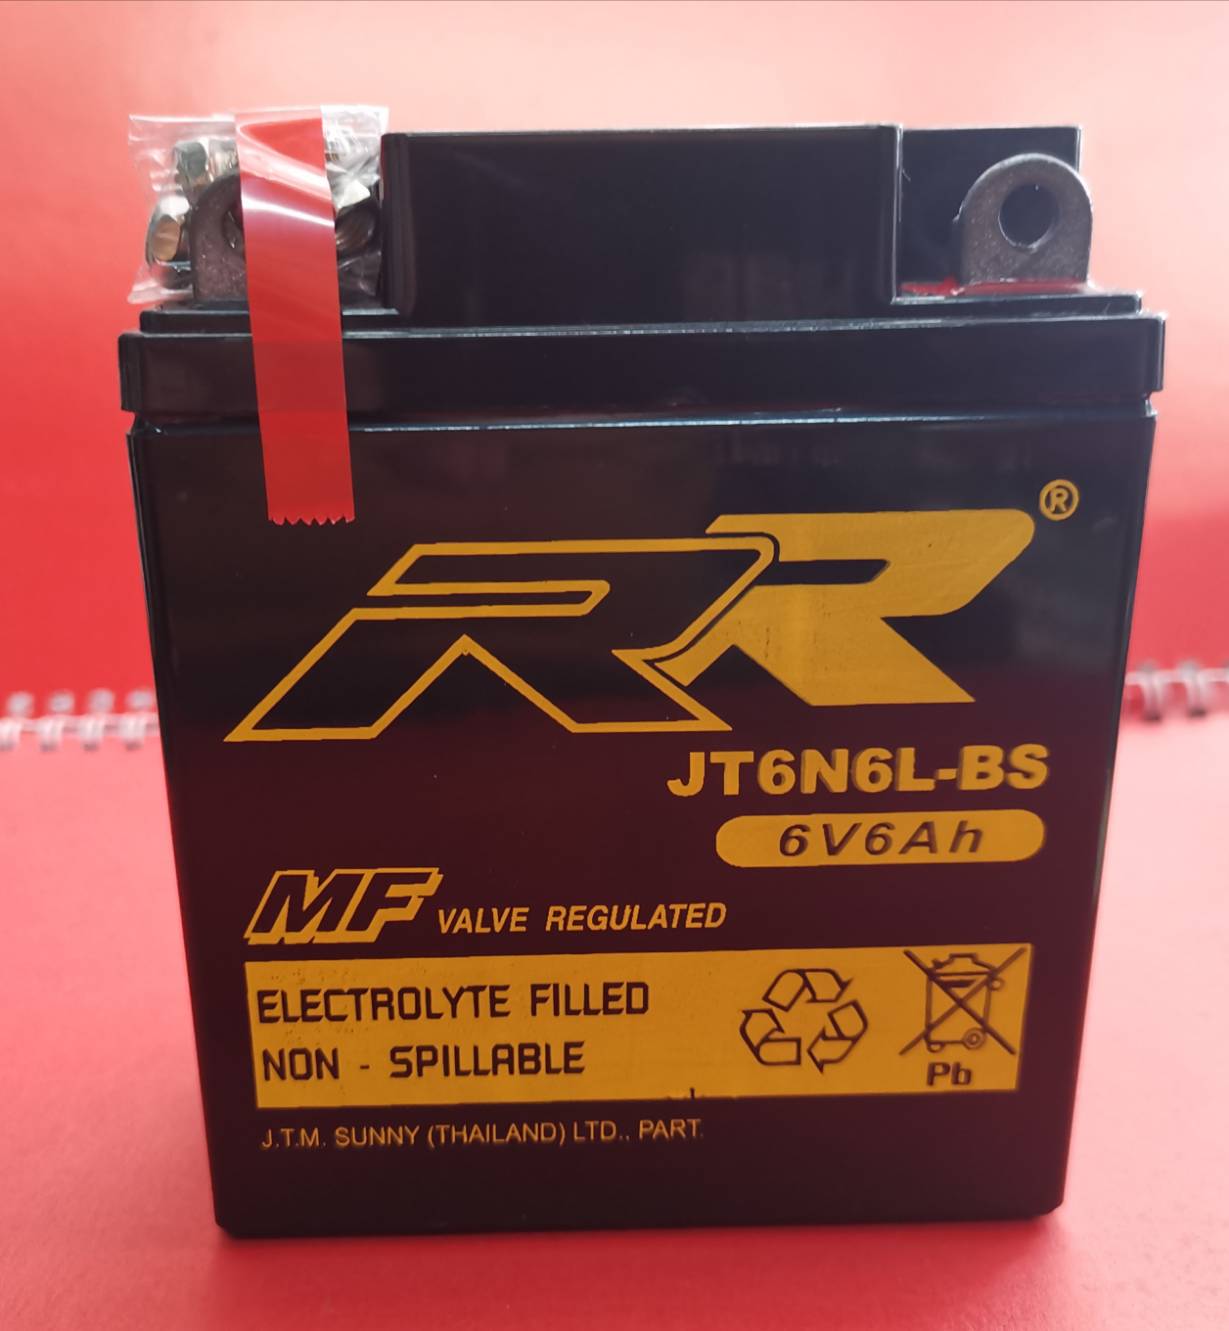 RR®
JT6N6L-BS
6V6Ah
MF VALVE REGULATED
ELECTROLYTE FILLED
NON - SPILLABLE
Pb
J.T.M. SUNNY (THAILAND) LTD., PART.